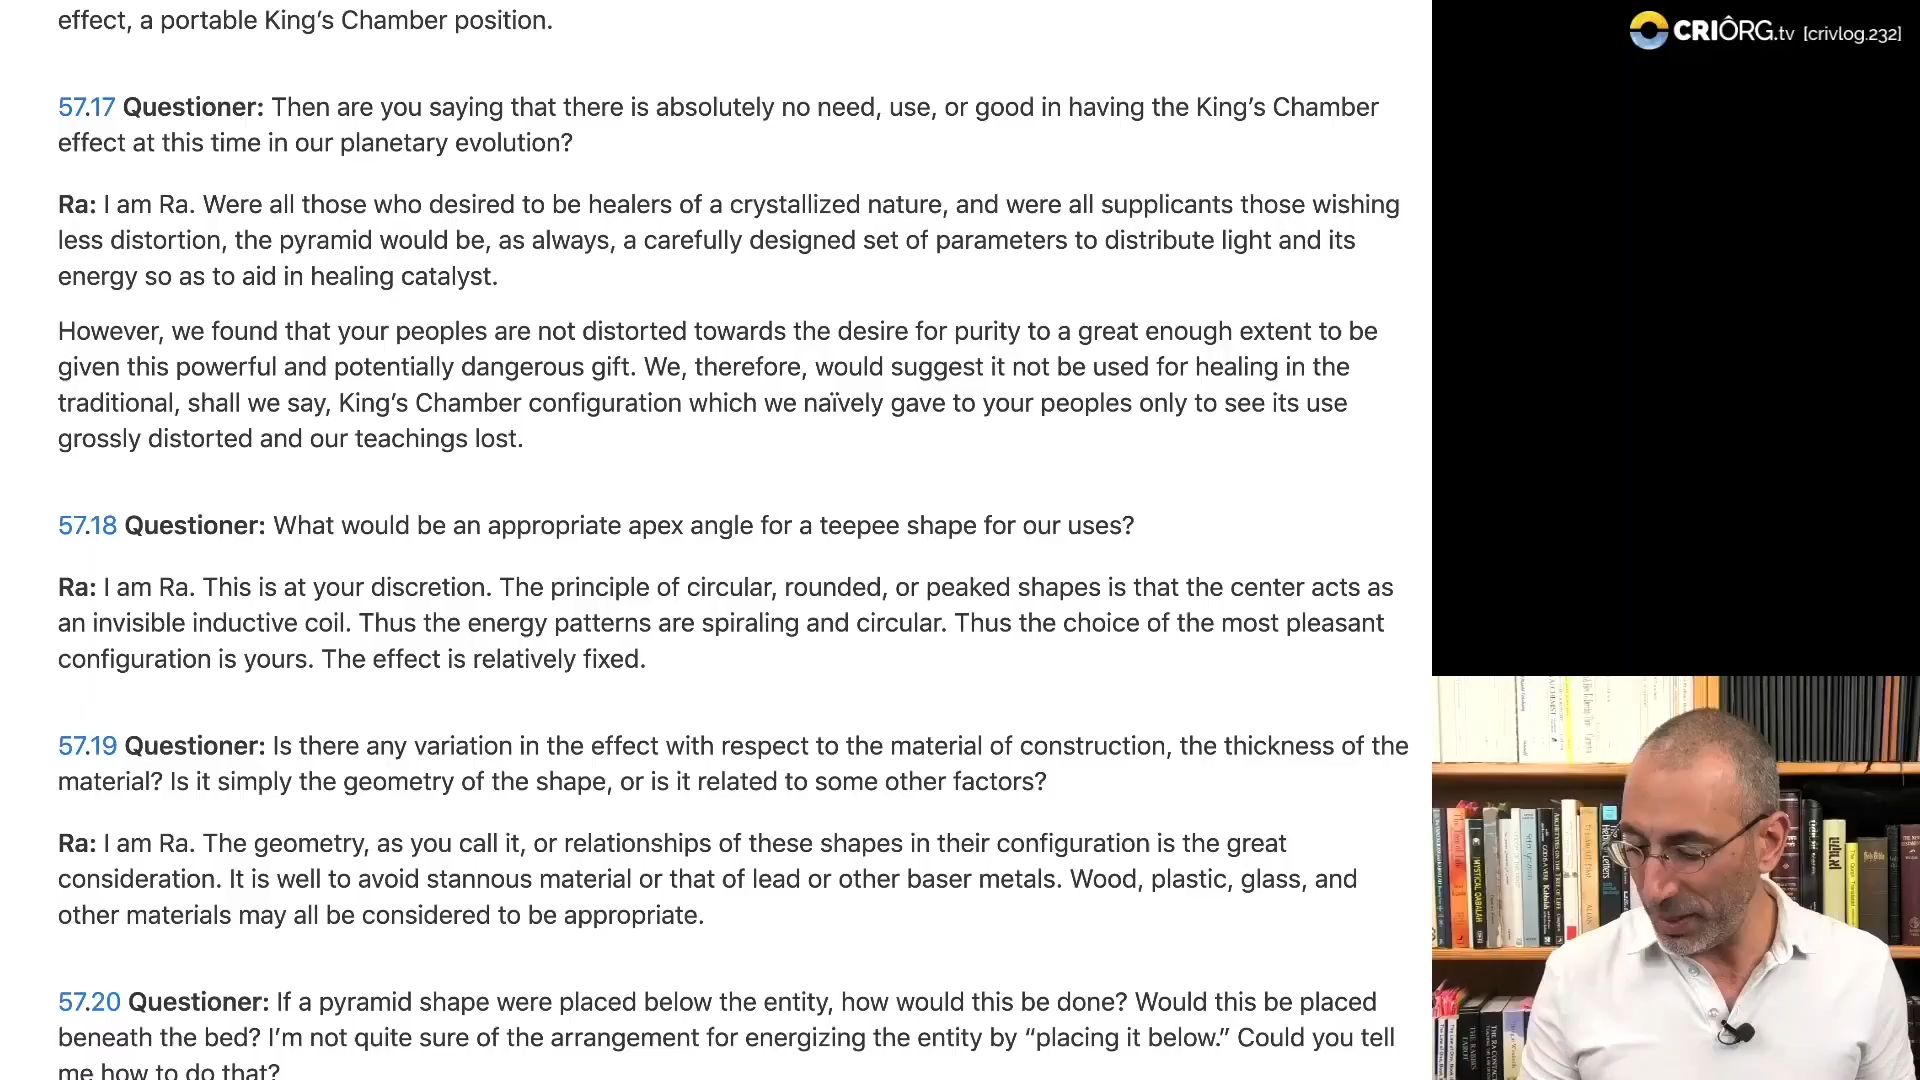 effect, a portable King’s Chamber position.
CRIÔRG.tv [crivlog.232]
57.17 Questioner: Then are you saying that there is absolutely no need, use, or good in having the King’s Chamber
effect at this time in our planetary evolution?
Ra: I am Ra. Were all those who desired to be healers of a crystallized nature, and were all supplicants those wishing
less distortion, the pyramid would be, as always, a carefully designed set of parameters to distribute light and its
energy so as to aid in healing catalyst.
However, we found that your peoples are not distorted towards the desire for purity to a great enough extent to be
given this powerful and potentially dangerous gift. We, therefore, would suggest it not be used for healing in the
traditional, shall we say, King’s Chamber configuration which we naïvely gave to your peoples only to see its use
grossly distorted and our teachings lost.
57.18 Questioner: What would be an appropriate apex angle for a teepee shape for our uses?
Ra: I am Ra. This is at your discretion. The principle of circular, rounded, or peaked shapes is that the center acts as
an invisible inductive coil. Thus the energy patterns are spiraling and circular. Thus the choice of the most pleasant
configuration is yours. The effect is relatively fixed.
57.19 Questioner: Is there any variation in the effect with respect to the material of construction, the thickness of the
material? Is it simply the geometry of the shape, or is it related to some other factors?
Ra: I am Ra. The geometry, as you call it, or relationships of these shapes in their configuration is the great
consideration. It is well to avoid stannous material or that of lead or other baser metals. Wood, plastic, glass, and
other materials may all be considered to be appropriate.
57.20 Questioner: If a pyramid shape were placed below the entity, how would this be done? Would this be placed
beneath the bed? I’m not quite sure of the arrangement for energizing the entity by “placing it below.” Could you tell
me how to do that?
MYSTICAL QABALAH